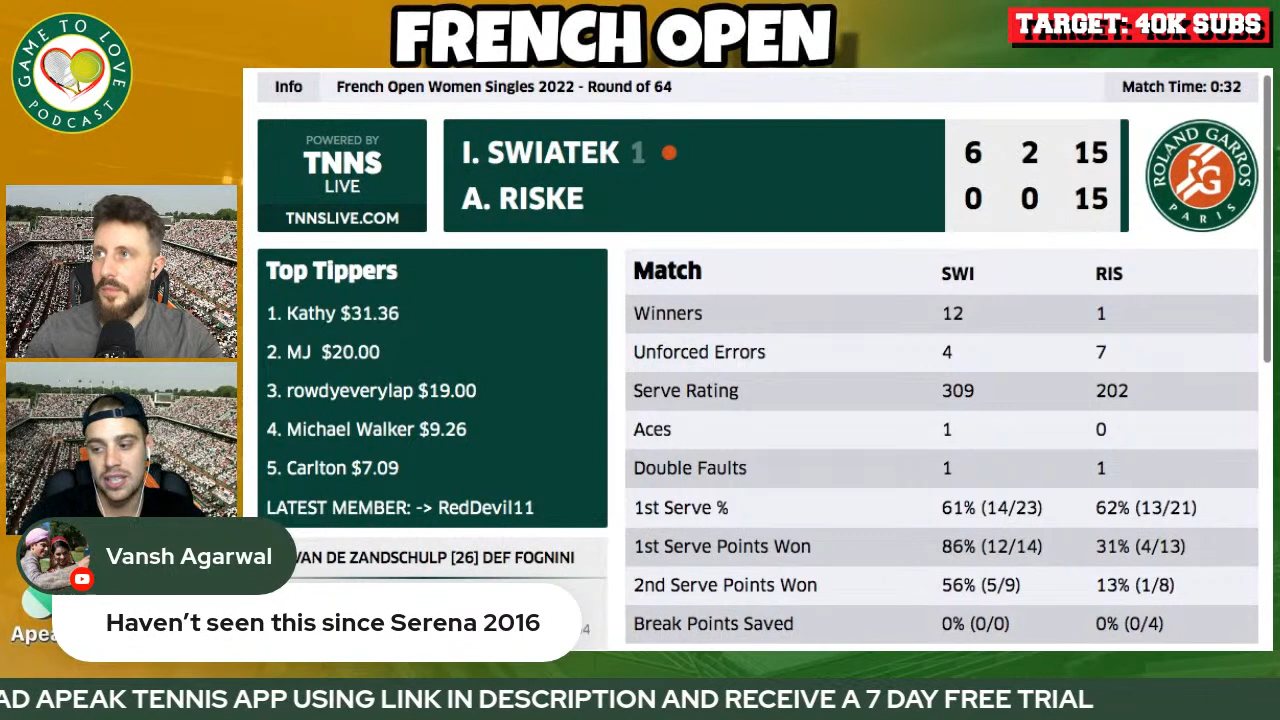 GAME TO LOVE
PODCAST
FRENCH OPEN
TARGET: 40K SUBS
Info
French Open Women Singles 2022 - Round of 64
Match Time: 0:32
POWERED BY
TNNS
LIVE
TNNSLIVE.COM
I. SWIATEK 1 6 2 15
A. RISKE 0 0 15
ROLAND GARROS
RG
PARIS
Top Tippers
1. Kathy $31.36
2. MJ $20.00
3. rowdyeverylap $19.00
4. Michael Walker $9.26
5. Carlton $7.09
LATEST MEMBER: -> RedDevil11
Match SWI RIS
Winners 12 1
Unforced Errors 4 7
Serve Rating 309 202
Aces 1 0
Double Faults 1 1
1st Serve % 61% (14/23) 62% (13/21)
1st Serve Points Won 86% (12/14) 31% (4/13)
2nd Serve Points Won 56% (5/9) 13% (1/8)
Break Points Saved 0% (0/0) 0% (0/4)
VAN DE ZANDSCHULP [26] DEF FOGNINI
Vansh Agarwal
Haven't seen this since Serena 2016
AD APEAK TENNIS APP USING LINK IN DESCRIPTION AND RECEIVE A 7 DAY FREE TRIAL